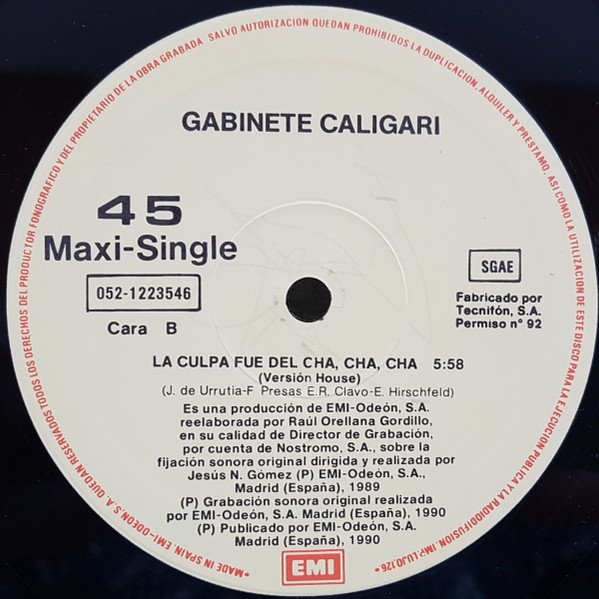 SALVO AUTORIZACION QUEDAN PROHIBIDOS LA DUPLICACION, ALQUILER Y PRESTAMO, ASI COMO LA UTILIZACION DE ESTE DISCO PARA LA EJECUCION PUBLICA Y LA RADIODIFUSION. IMP. LUJO, 126 •
• MADE IN SPAIN. EMI-ODEON, S.A. QUEDAN RESERVADOS TODOS LOS DERECHOS DEL PRODUCTOR FONOGRAFICO Y DEL PROPIETARIO DE LA OBRA GRABADA.
GABINETE CALIGARI
45
Maxi-Single
052-1223546
Cara B
SGAE
Fabricado por
Tecnitón, S.A.
Permiso n° 92
LA CULPA FUE DEL CHA, CHA, CHA 5:58
(Versión House)
(J. de Urrutia-F Presas E.R. Clavo-E. Hirschfeld)
Es una producción de EMI-Odeón, S.A.
reelaborada por Raúl Orellana Gordillo,
en su calidad de Director de Grabación,
por cuenta de Nostromo, S.A., sobre la
fijación sonora original dirigida y realizada por
Jesús N. Gómez (P) EMI-Odeón, S.A.,
Madrid (España), 1989
(P) Grabación sonora original realizada
por EMI-Odeón, S.A. Madrid (España), 1990
(P) Publicado por EMI-Odeón, S.A.
Madrid (España), 1990
EMI